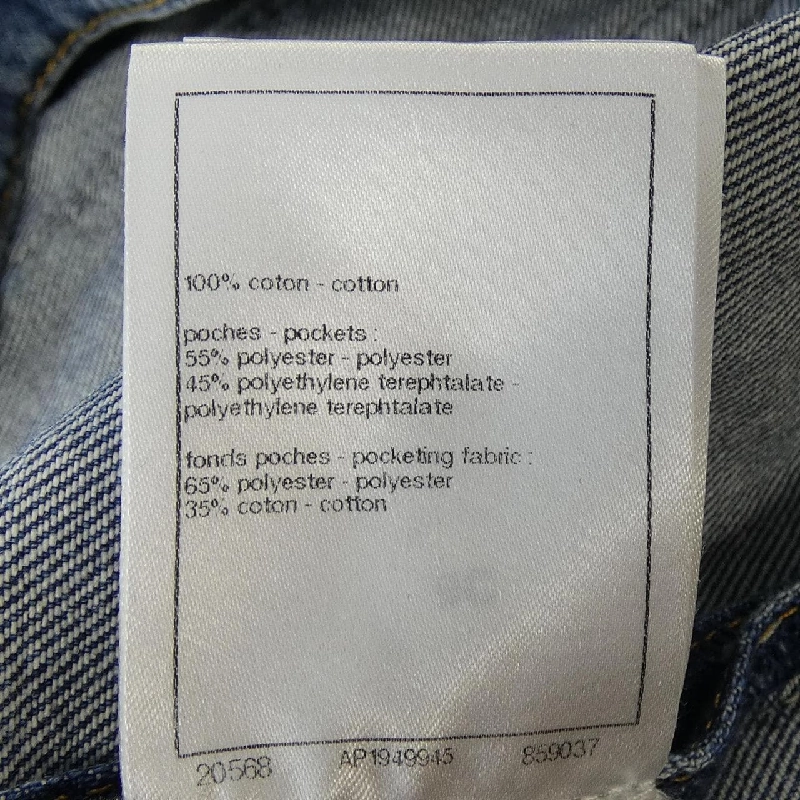 100% coton - cotton
poches - pockets :
55% polyester - polyester
45% polyethylene terephtalate -
polyethylene terephtalate
fonds poches - pocketing fabric :
65% polyester - polyester
35% coton - cotton
20568 AP1949945 859037